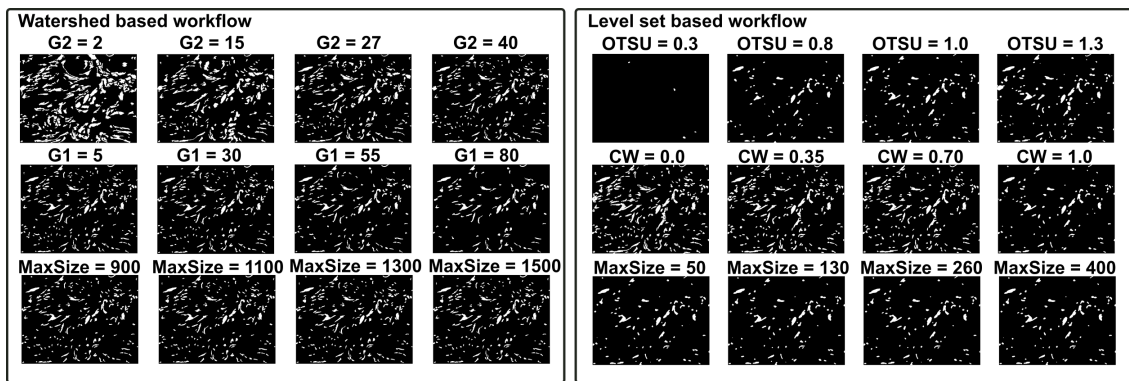 Watershed based workflow
G2 = 2 G2 = 15 G2 = 27 G2 = 40
G1 = 5 G1 = 30 G1 = 55 G1 = 80
MaxSize = 900 MaxSize = 1100 MaxSize = 1300 MaxSize = 1500
Level set based workflow
OTSU = 0.3 OTSU = 0.8 OTSU = 1.0 OTSU = 1.3
CW = 0.0 CW = 0.35 CW = 0.70 CW = 1.0
MaxSize = 50 MaxSize = 130 MaxSize = 260 MaxSize = 400